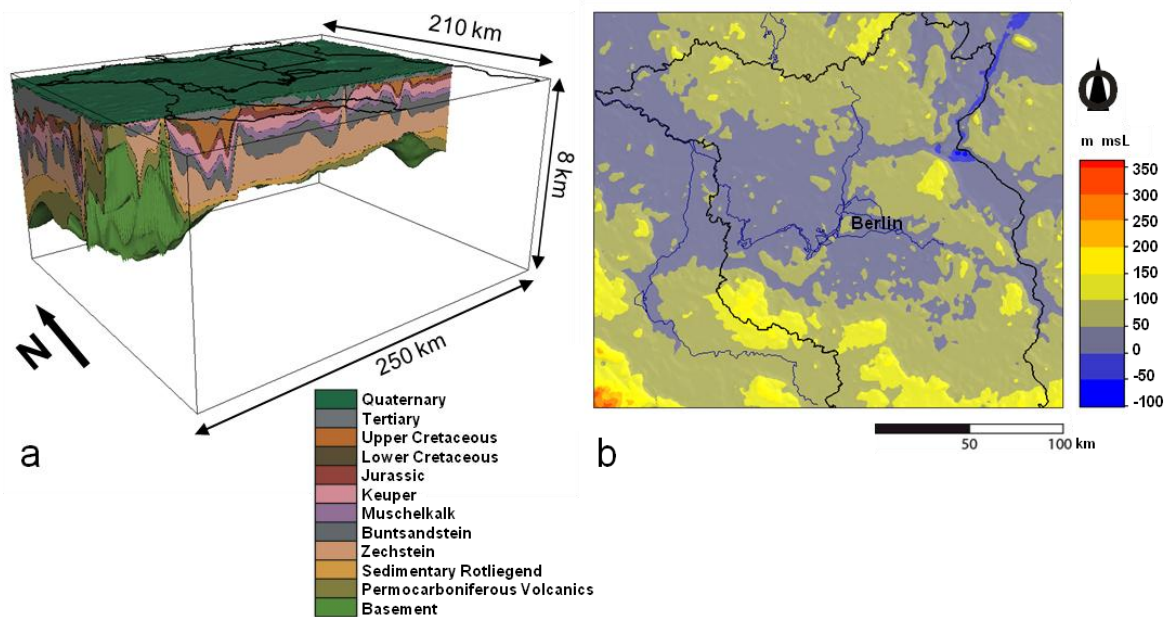 a
210 km
8 km
250 km
N
Quaternary
Tertiary
Upper Cretaceous
Lower Cretaceous
Jurassic
Keuper
Muschelkalk
Buntsandstein
Zechstein
Sedimentary Rotliegend
Permocarboniferous Volcanics
Basement
a
b
Berlin
m msL
350
300
250
200
150
100
50
0
-50
-100
50
100 km
b